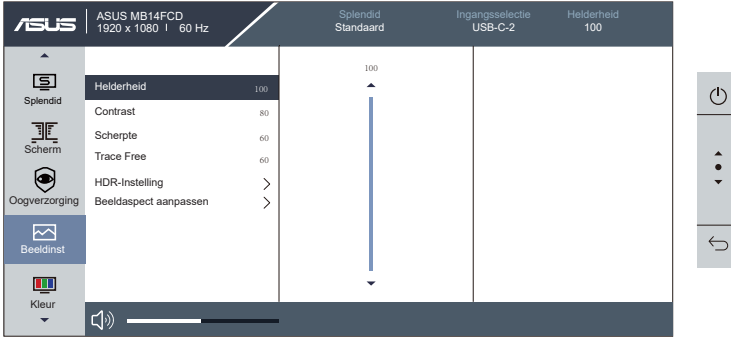 ASUS
ASUS MB14FCD
1920 x 1080 | 60 Hz
Splendid
Standaard
Ingangsselectie
USB-C-2
Helderheid
100
Splendid
Scherm
Oogverzorging
Beeldinst
Kleur
Helderheid 100
Contrast 80
Scherpte 60
Trace Free 60
HDR-Instelling
Beeldaspect aanpassen
100